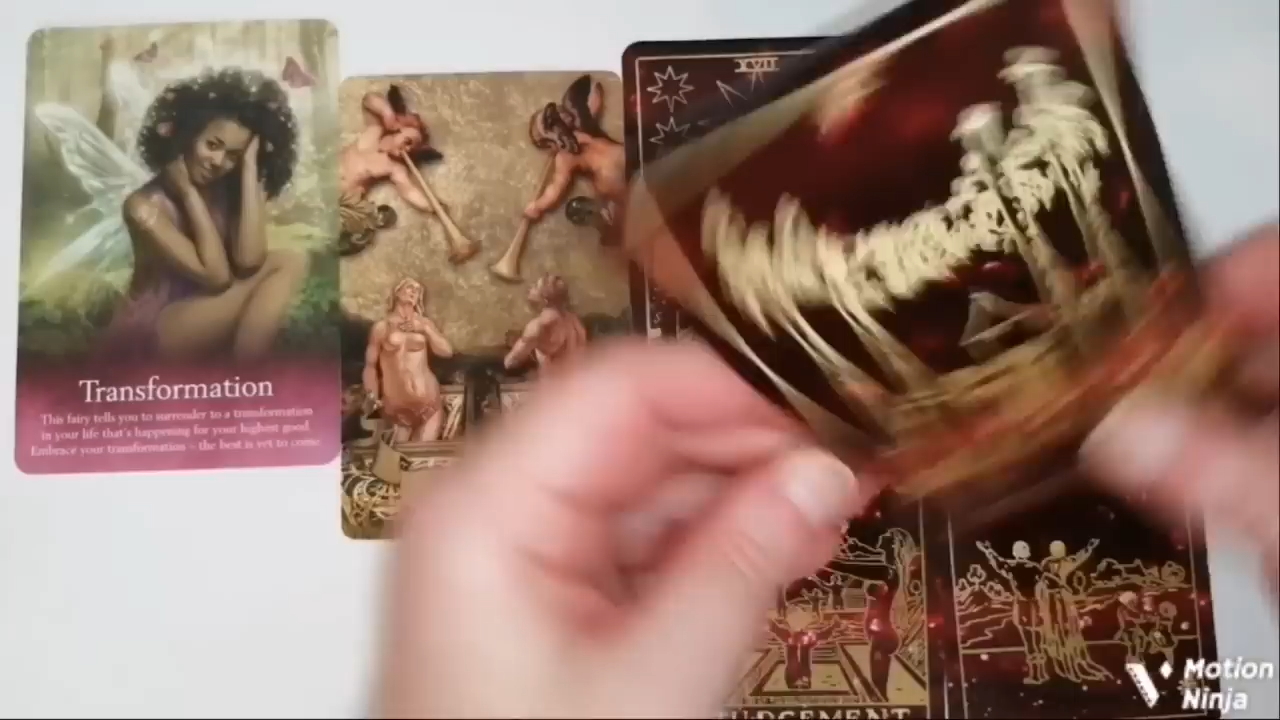 XVII
Transformation
This fairy tells you to surrender to a transformation
in your life that's happening for your highest good.
Embrace your transformation – the best is yet to come.
JUDGEMENT
Motion
Ninja